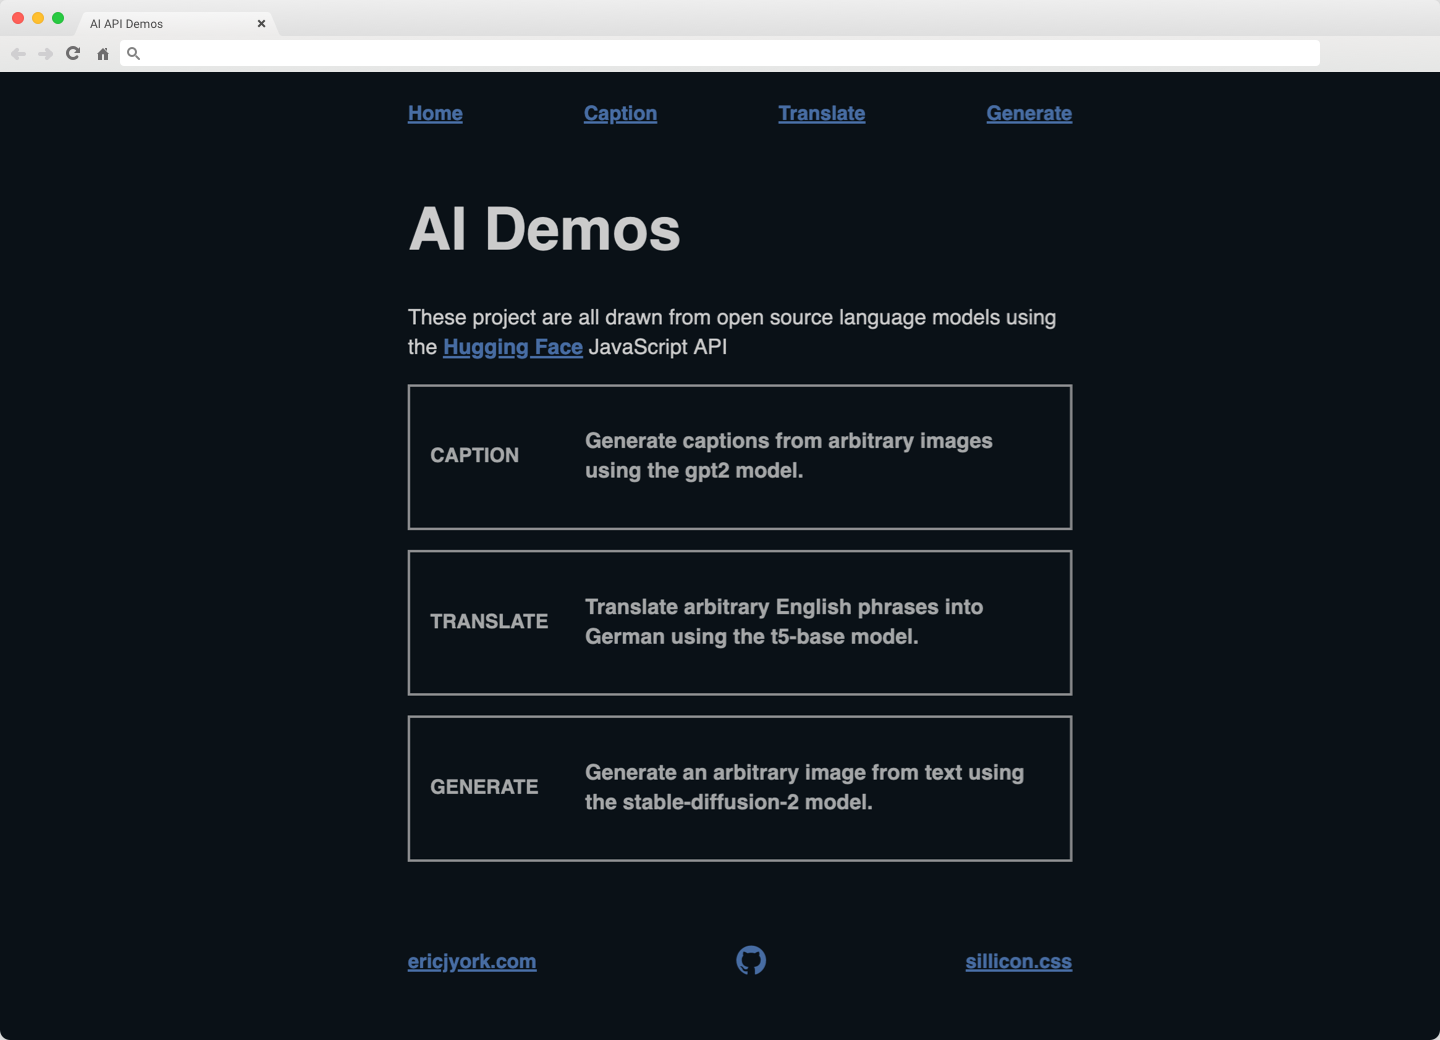 AI API Demos
Home Caption Translate Generate
AI Demos
These project are all drawn from open source language models using
the Hugging Face JavaScript API
CAPTION
Generate captions from arbitrary images
using the gpt2 model.
TRANSLATE
Translate arbitrary English phrases into
German using the t5-base model.
GENERATE
Generate an arbitrary image from text using
the stable-diffusion-2 model.
ericjyork.com sillicon.css